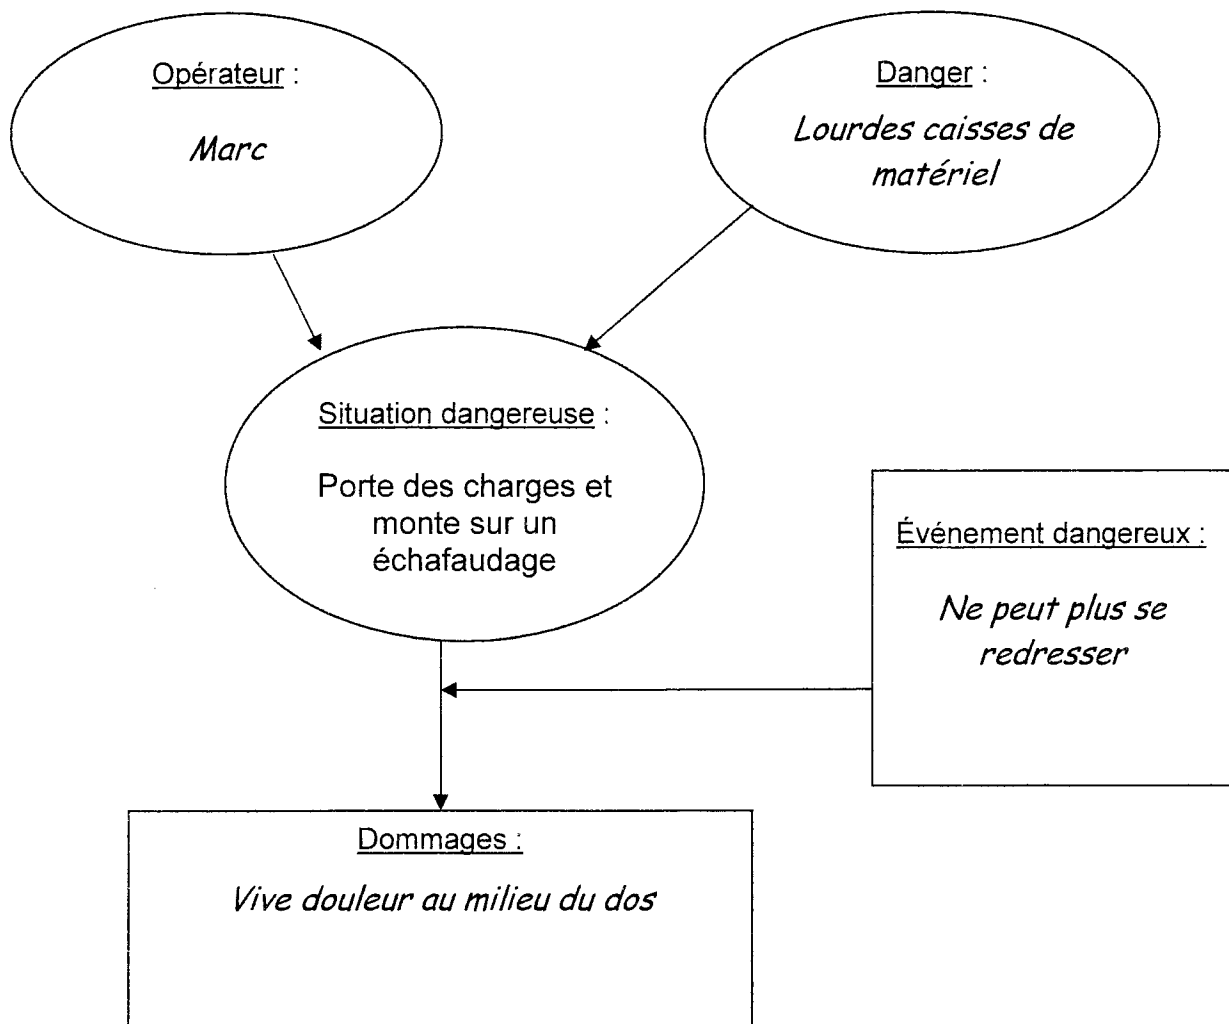 Opérateur :
Marc
Danger :
Lourdes caisses de
matériel
Situation dangereuse :
Porte des charges et
monte sur un
échafaudage
Événement dangereux :
Ne peut plus se
redresser
Dommages :
Vive douleur au milieu du dos